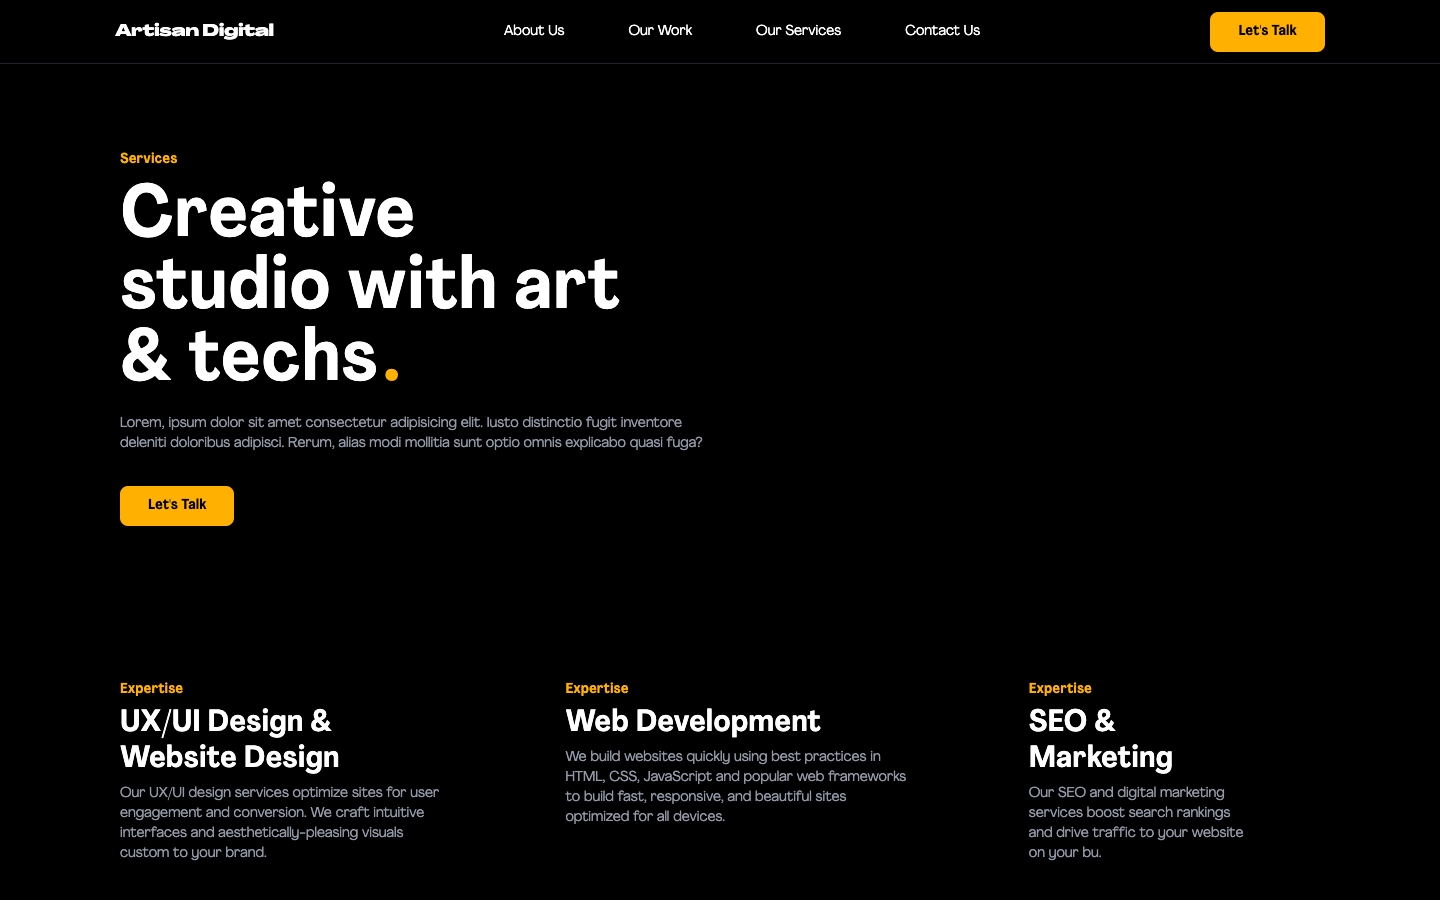 Artisan Digital
About Us
Our Work
Our Services
Contact Us
Let's Talk
Services
Creative
studio with art
& techs.
Lorem, ipsum dolor sit amet consectetur adipisicing elit. Iusto distinctio fugit inventore
deleniti doloribus adipisci. Rerum, alias modi mollitia sunt optio omnis explicabo quasi fuga?
Let's Talk
Expertise
UX/UI Design &
Website Design
Our UX/UI design services optimize sites for user
engagement and conversion. We craft intuitive
interfaces and aesthetically-pleasing visuals
custom to your brand.
Expertise
Web Development
We build websites quickly using best practices in
HTML, CSS, JavaScript and popular web frameworks
to build fast, responsive, and beautiful sites
optimized for all devices.
Expertise
SEO &
Marketing
Our SEO and digital marketing
services boost search rankings
and drive traffic to your website
on your bu.